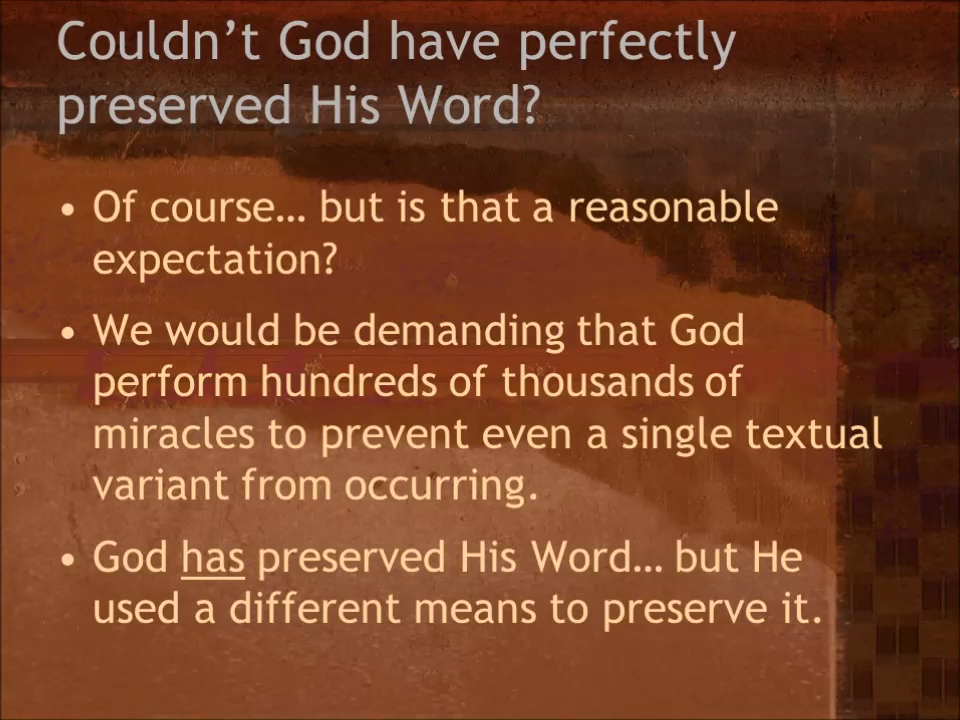 Couldn’t God have perfectly
preserved His Word?
• Of course… but is that a reasonable
expectation?
• We would be demanding that God
perform hundreds of thousands of
miracles to prevent even a single textual
variant from occurring.
• God has preserved His Word… but He
used a different means to preserve it.